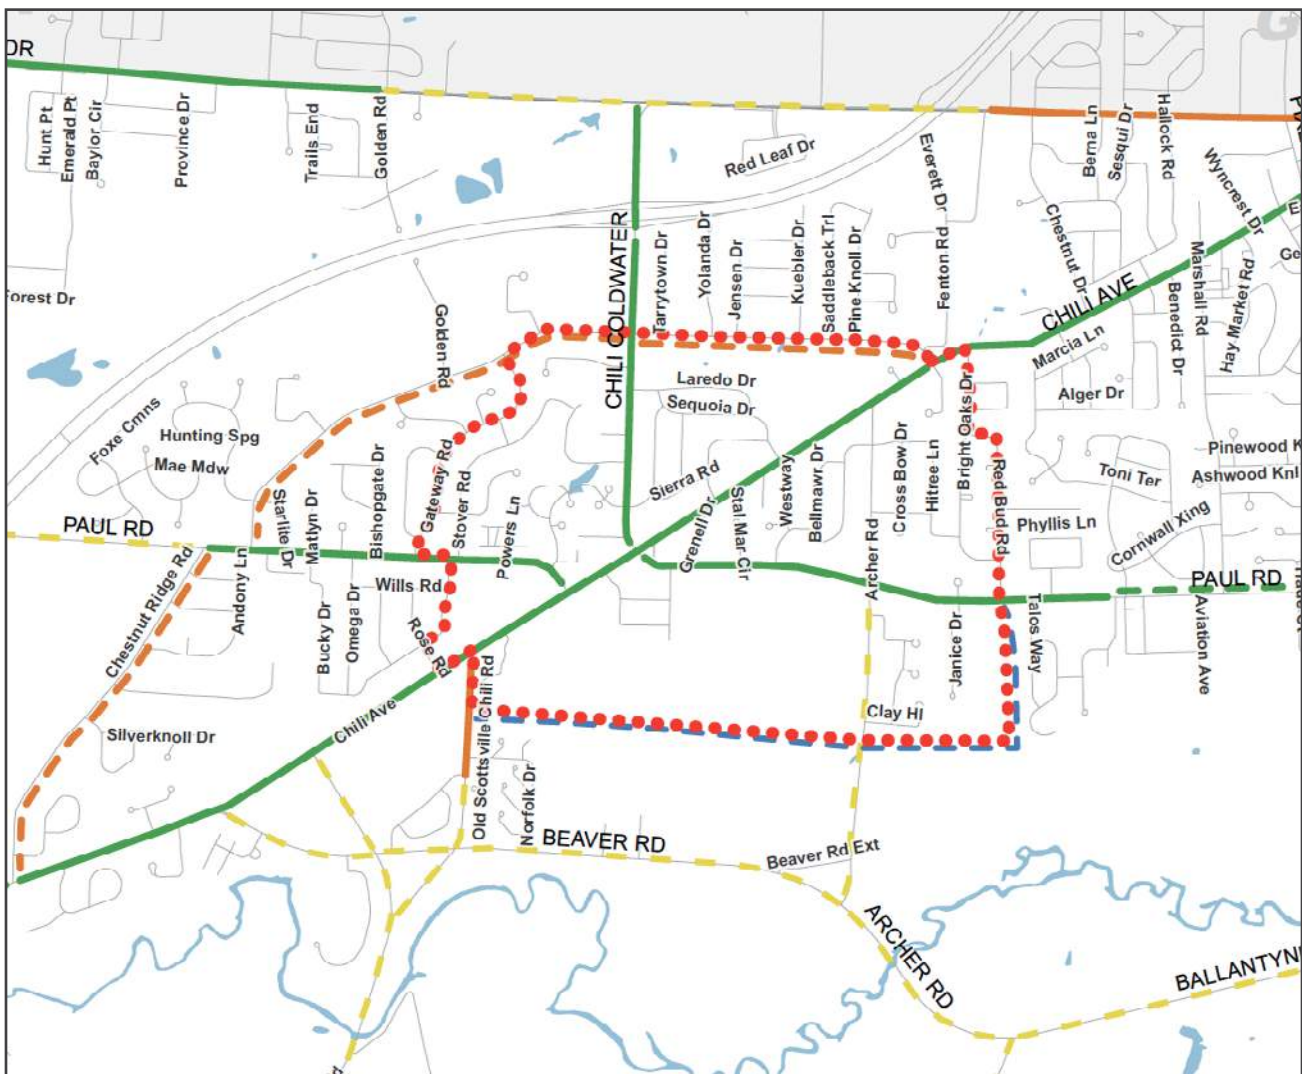 DR
G
Hunt Pt
Emerald Pt
Baylor Cir
Province Dr
Trails End
Golden Rd
Red Leaf Dr
Everett Dr
Berna Ln
Sesqui Dr
Hallock Rd
Wyncrest Dr
Forest Dr
CHILI COLDWATER
Tarrytown Dr
Yolanda Dr
Jensen Dr
Kuebler Dr
Saddleback Trl
Pine Knoll Dr
Fenton Rd
Chestnut Dr
CHILI AVE
Marcia Ln
Benedict Dr
Marshall Rd
Hay Market Rd
Ge
E
Golden Rd
Laredo Dr
Sequoia Dr
Alger Dr
Foxe Cmns
Hunting Spg
Mae Mdw
Bright Oaks Dr
Pinewood K
Ashwood Knl
Toni Ter
Starlite Dr
Matyn Dr
Bishopgate Dr
Gateway Rd
Stover Rd
Powers Ln
Sierra Rd
Grenell Dr
Stal Mar Cir
Westway
Bellmawr Dr
Cross Bow Dr
Hitree Ln
Red Bud Rd
Phyllis Ln
Cornwall Xing
PAUL RD
Archer Rd
PAUL RD
Chestnut Ridge Rd
Andony Ln
Wills Rd
Bucky Dr
Omega Dr
Rose Rd
Janice Dr
Talos Way
Aviation Ave
Silverknoll Dr
Chili Ave
Old Scottsville Chili Rd
Clay Hl
Norfolk Dr
BEAVER RD
Beaver Rd Ext
ARCHER RD
BALLANTYN